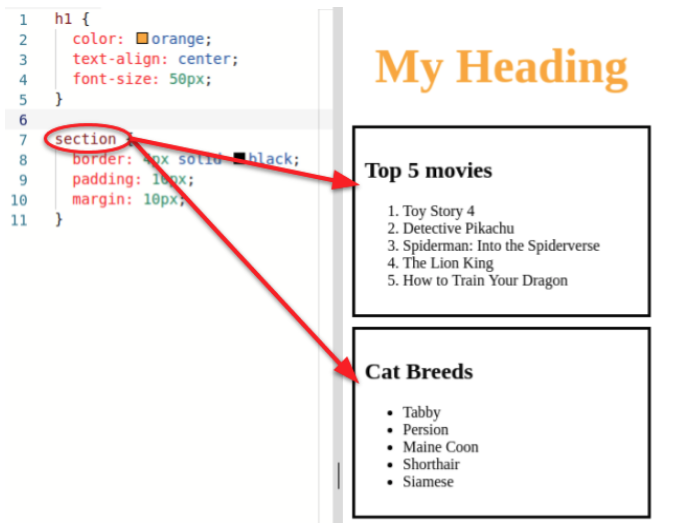 1 h1 {
2 color: orange;
3 text-align: center;
4 font-size: 50px;
5 }
6
7 section {
8 border: 4px solid black;
9 padding: 10px;
10 margin: 10px;
11 }
My Heading
Top 5 movies
1. Toy Story 4
2. Detective Pikachu
3. Spiderman: Into the Spiderverse
4. The Lion King
5. How to Train Your Dragon
Cat Breeds
• Tabby
• Persion
• Maine Coon
• Shorthair
• Siamese